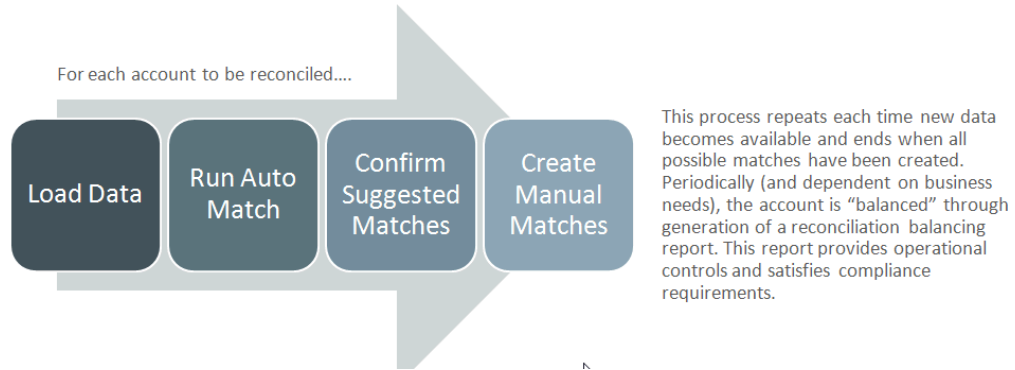 For each account to be reconciled....
Load Data
Run Auto
Match
Confirm
Suggested
Matches
Create
Manual
Matches
This process repeats each time new data
becomes available and ends when all
possible matches have been created.
Periodically (and dependent on business
needs), the account is “balanced” through
generation of a reconciliation balancing
report. This report provides operational
controls and satisfies compliance
requirements.